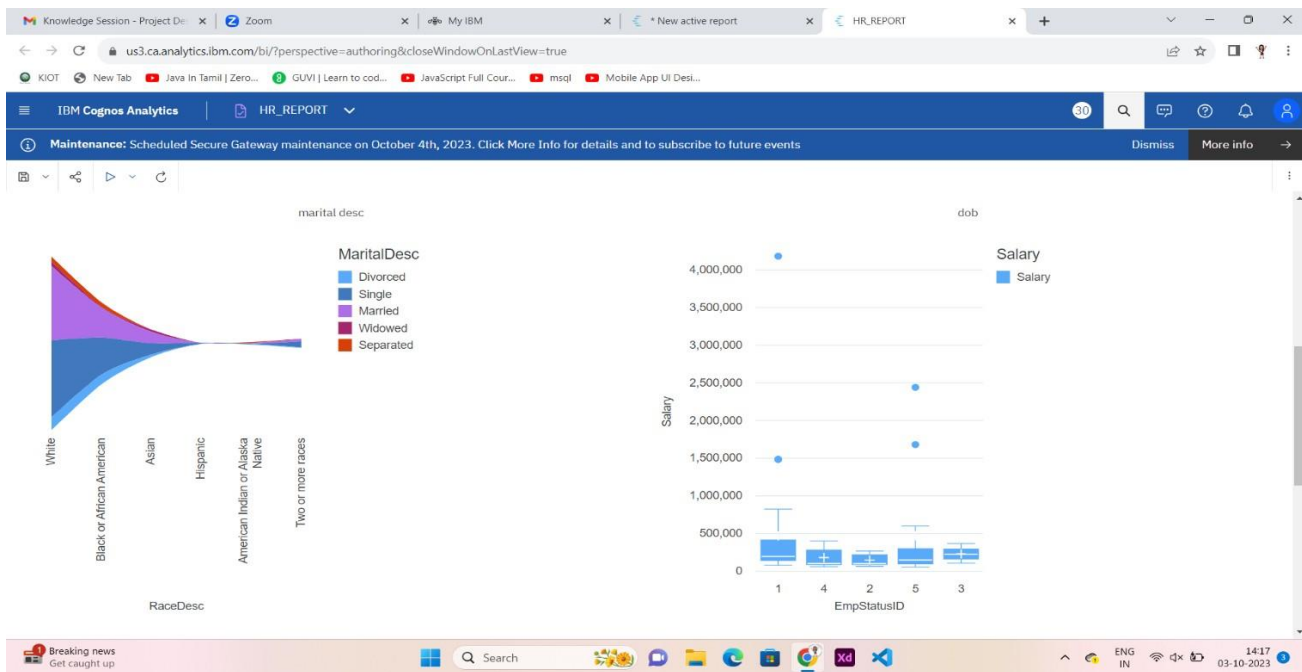 Knowledge Session - Project De
Zoom
My IBM
* New active report
HR_REPORT
us3.ca.analytics.ibm.com/bi/?perspective=authoring&closeWindowOnLastView=true
KIOT
New Tab
Java In Tamil | Zero...
GUVI | Learn to cod...
JavaScript Full Cour...
msql
Mobile App UI Desi...
IBM Cognos Analytics
HR_REPORT
30
Maintenance: Scheduled Secure Gateway maintenance on October 4th, 2023. Click More Info for details and to subscribe to future events
Dismiss
More info
marital desc
MaritalDesc
Divorced
Single
Married
Widowed
Separated
White
Black or African American
Asian
Hispanic
American Indian or Alaska
Native
Two or more races
RaceDesc
dob
Salary
Salary
Salary
4,000,000
3,500,000
3,000,000
2,500,000
2,000,000
1,500,000
1,000,000
500,000
0
1 4 2 5 3
EmpStatusID
1
Breaking news
Get caught up
Search
Xd
ENG
IN
14:17
03-10-2023
3